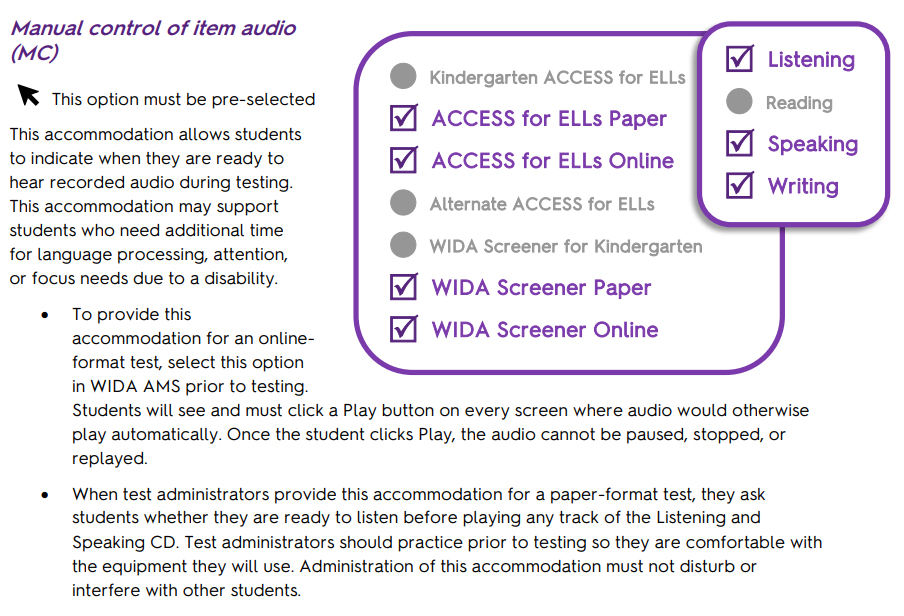 Manual control of item audio
(MC)
This option must be pre-selected
This accommodation allows students
to indicate when they are ready to
hear recorded audio during testing.
This accommodation may support
students who need additional time
for language processing, attention,
or focus needs due to a disability.
Kindergarten ACCESS for ELLs
ACCESS for ELLs Paper
ACCESS for ELLs Online
Alternate ACCESS for ELLs
WIDA Screener for Kindergarten
WIDA Screener Paper
WIDA Screener Online
Listening
Reading
Speaking
Writing
• To provide this
accommodation for an online-
format test, select this option
in WIDA AMS prior to testing.
Students will see and must click a Play button on every screen where audio would otherwise
play automatically. Once the student clicks Play, the audio cannot be paused, stopped, or
replayed.
• When test administrators provide this accommodation for a paper-format test, they ask
students whether they are ready to listen before playing any track of the Listening and
Speaking CD. Test administrators should practice prior to testing so they are comfortable with
the equipment they will use. Administration of this accommodation must not disturb or
interfere with other students.